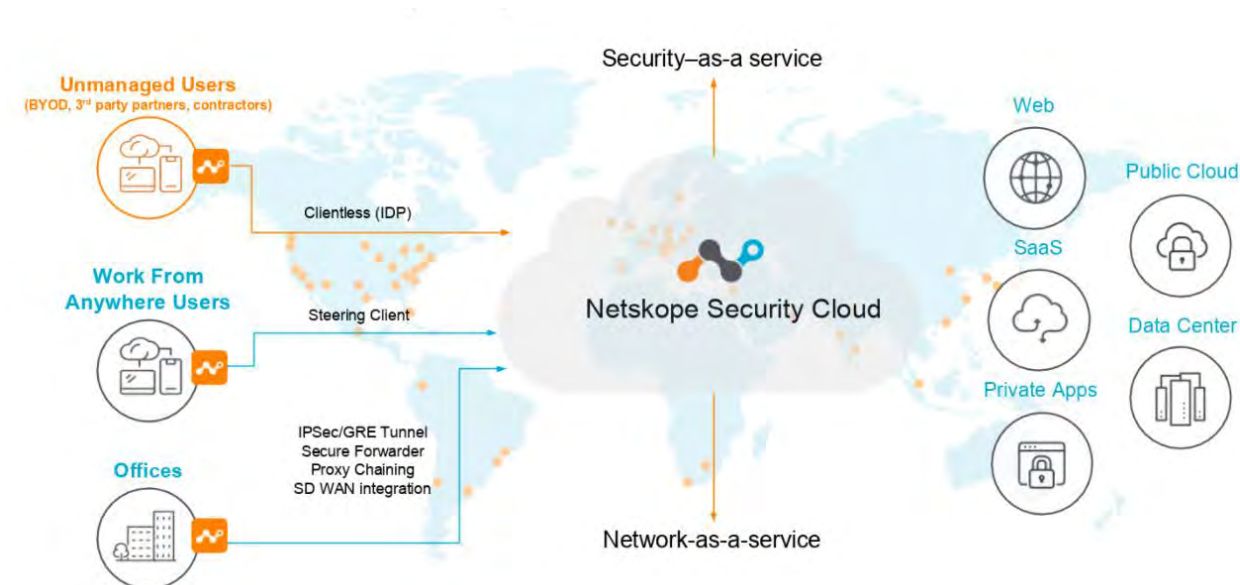 Security–as-a service
Unmanaged Users
(BYOD, 3rd party partners, contractors)
Clientless (IDP)
Work From
Anywhere Users
Steering Client
IPSec/GRE Tunnel
Secure Forwarder
Proxy Chaining
SD WAN integration
Offices
Netskope Security Cloud
Network-as-a-service
Web
Public Cloud
SaaS
Data Center
Private Apps